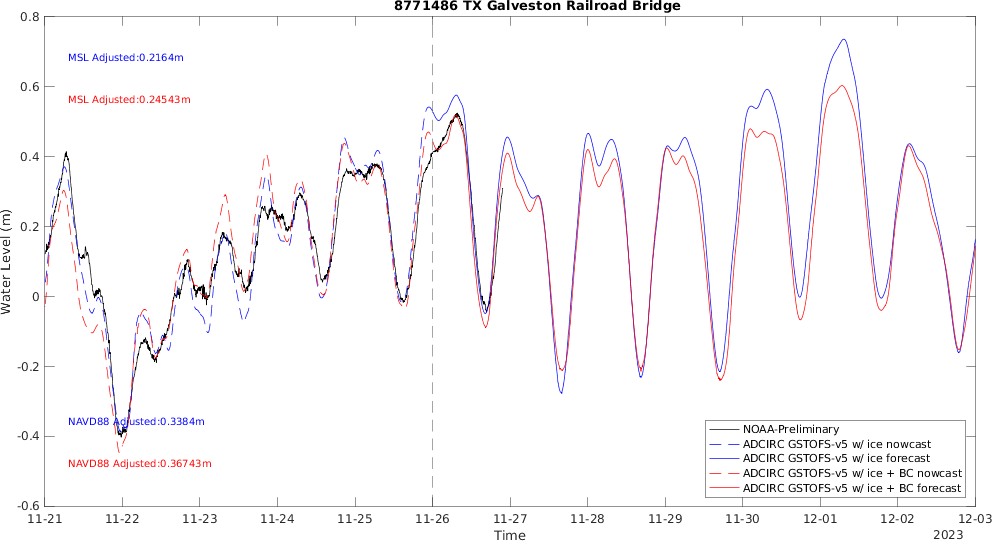 8771486 TX Galveston Railroad Bridge
0.8
0.6
0.4
0.2
0
-0.2
-0.4
-0.6
Water Level (m)
MSL Adjusted:0.2164m
MSL Adjusted:0.24543m
NAVD88 Adjusted:0.3384m
NAVD88 Adjusted:0.36743m
NOAA-Preliminary
ADCIRC GSTOFS-v5 w/ ice nowcast
ADCIRC GSTOFS-v5 w/ ice forecast
ADCIRC GSTOFS-v5 w/ ice + BC nowcast
ADCIRC GSTOFS-v5 w/ ice + BC forecast
11-21 11-22 11-23 11-24 11-25 11-26 11-27 11-28 11-29 11-30 12-01 12-02 12-03
Time
2023